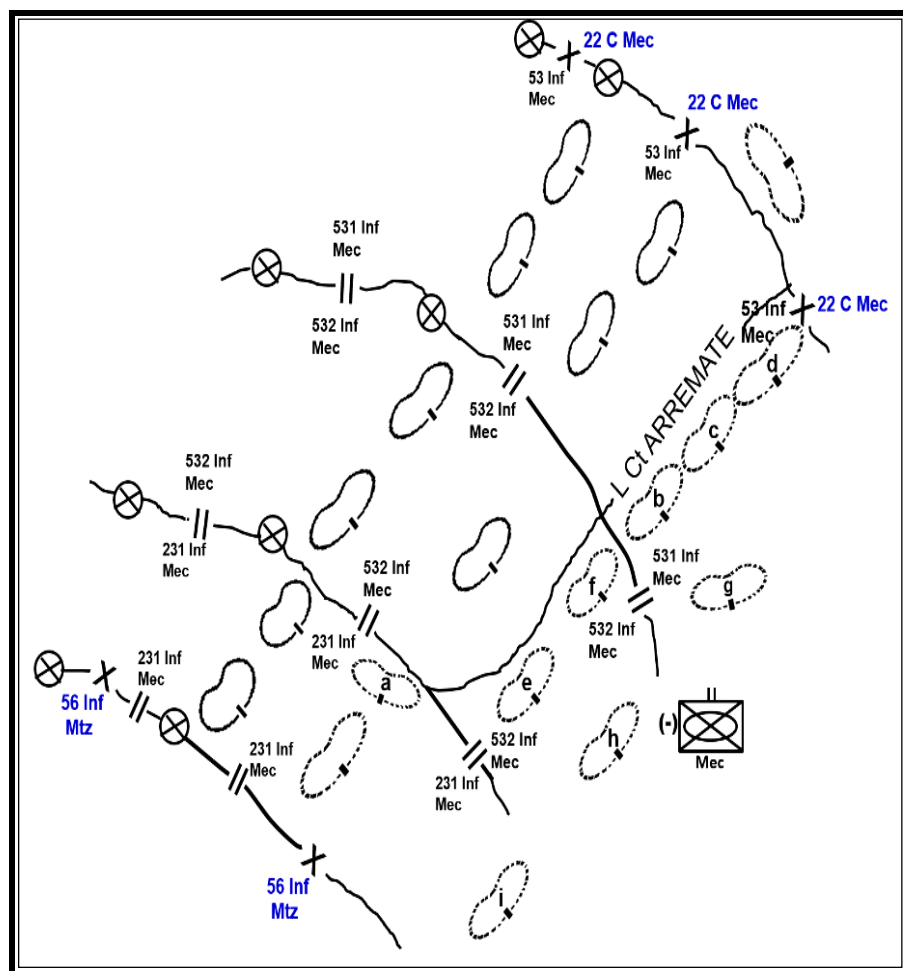 22 C Mec
53 Inf
Mec
22 C Mec
53 Inf
Mec
531 Inf
Mec
532 Inf
Mec
531 Inf
Mec
532 Inf
Mec
53 Inf
Mec
22 C Mec
L Ct ARREMATE
d
c
b
532 Inf
Mec
231 Inf
Mec
532 Inf
Mec
231 Inf
Mec
531 Inf
Mec
532 Inf
Mec
f
g
a
e
h
231 Inf
Mec
56 Inf
Mtz
231 Inf
Mec
532 Inf
Mec
231 Inf
Mec
(-)
Mec
56 Inf
Mtz
i